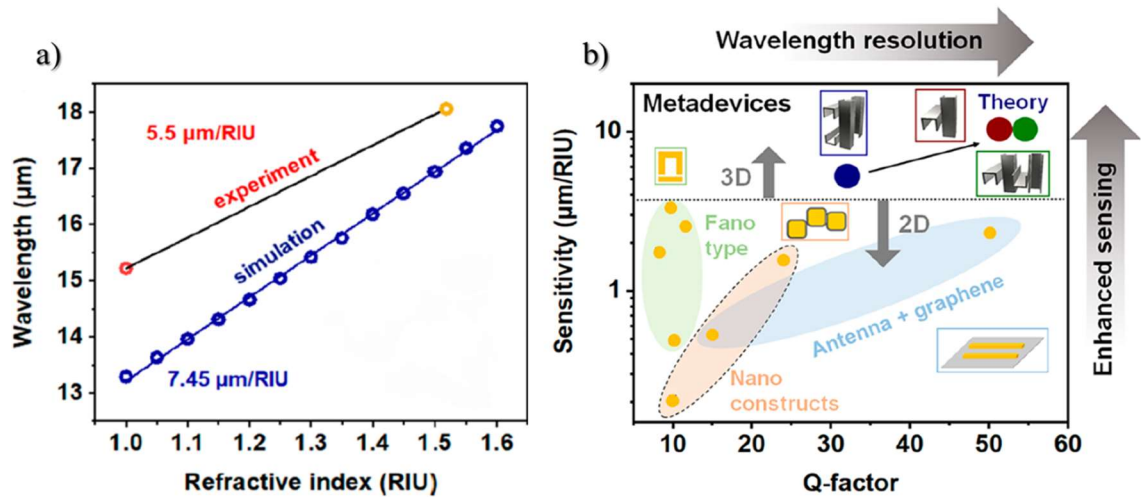 a)
Wavelength (µm)
18
17
16
15
14
13
5.5 µm/RIU
experiment
simulation
7.45 µm/RIU
1.0 1.1 1.2 1.3 1.4 1.5 1.6
Refractive index (RIU)
b)
Wavelength resolution
Sensitivity (µm/RIU)
10
1
Metadevices
Theory
3D
2D
Fano
type
Antenna + graphene
Nano
constructs
10 20 30 40 50 60
Q-factor
Enhanced sensing